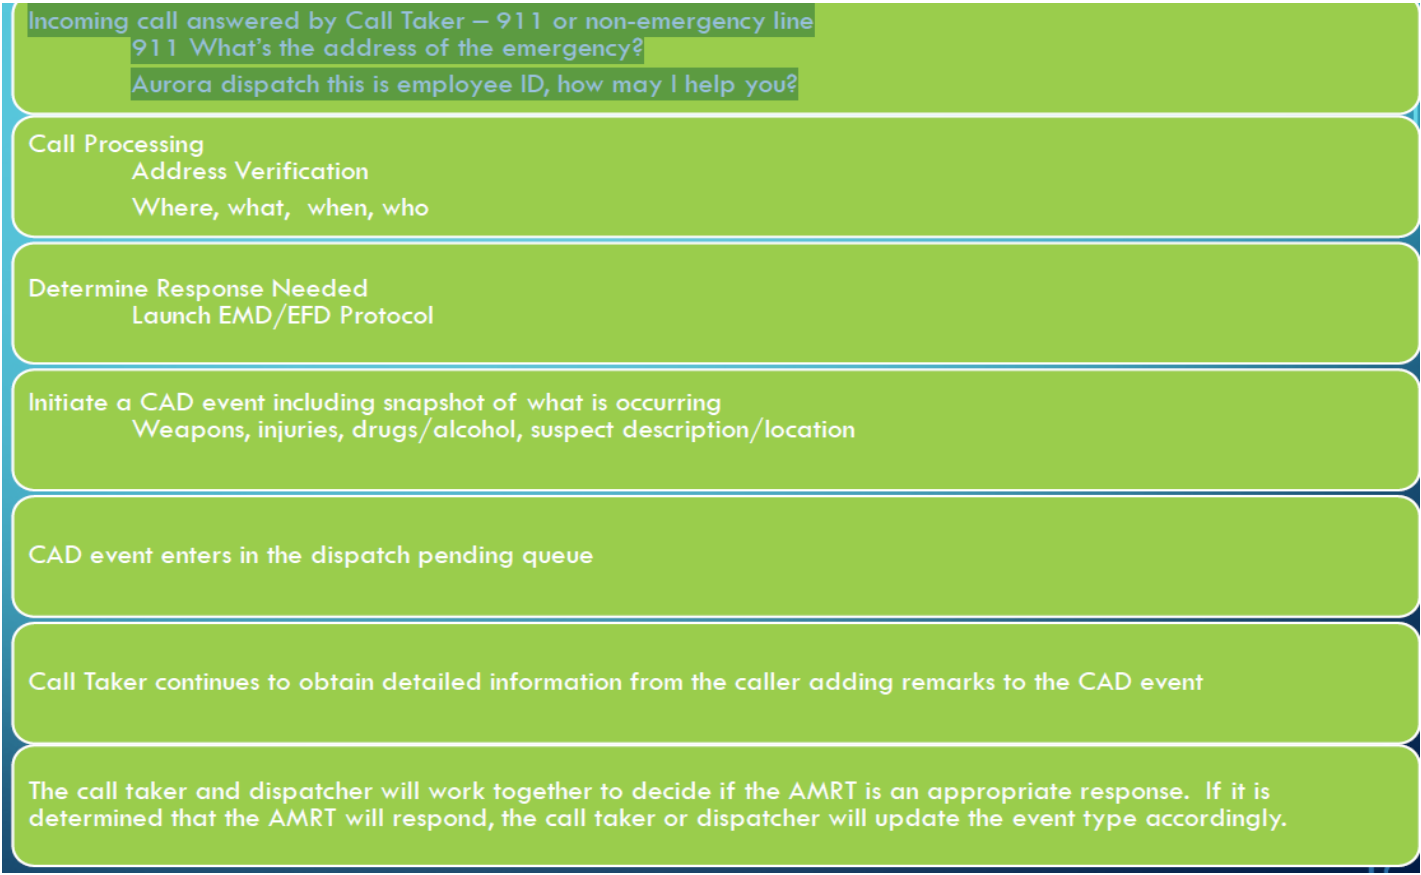 Incoming call answered by Call Taker – 911 or non-emergency line
911 What's the address of the emergency?
Aurora dispatch this is employee ID, how may I help you?
Call Processing
Address Verification
Where, what,  when, who
Determine Response Needed
Launch EMD/EFD Protocol
Initiate a CAD event including snapshot of what is occurring
Weapons, injuries, drugs/alcohol, suspect description/location
CAD event enters in the dispatch pending queue
Call Taker continues to obtain detailed information from the caller adding remarks to the CAD event
The call taker and dispatcher will work together to decide if the AMRT is an appropriate response.  If it is
determined that the AMRT will respond, the call taker or dispatcher will update the event type accordingly.